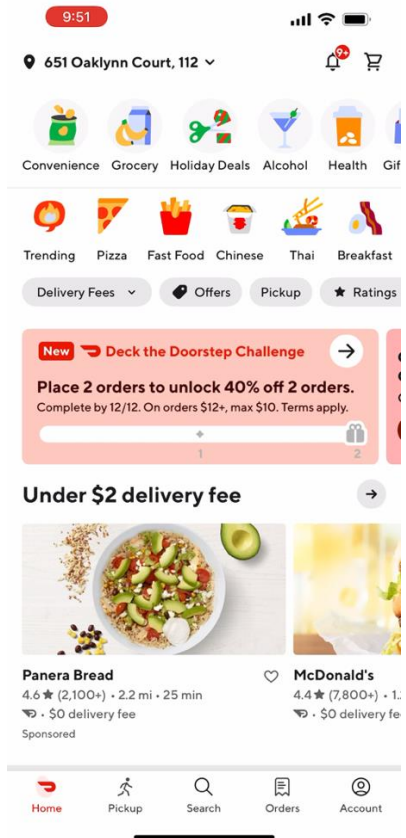 9:51
651 Oaklynn Court, 112
9+
Convenience Grocery Holiday Deals Alcohol Health
Trending Pizza Fast Food Chinese Thai Breakfast
Delivery Fees Offers Pickup Ratings
New Deck the Doorstep Challenge
Place 2 orders to unlock 40% off 2 orders.
Complete by 12/12. On orders $12+, max $10. Terms apply.
1 2
Under $2 delivery fee
Panera Bread McDonald's
4.6★ (2,100+) • 2.2 mi • 25 min 4.4★ (7,800+) • 1.
• $0 delivery fee • $0 delivery fe
Sponsored
Home Pickup Search Orders Account